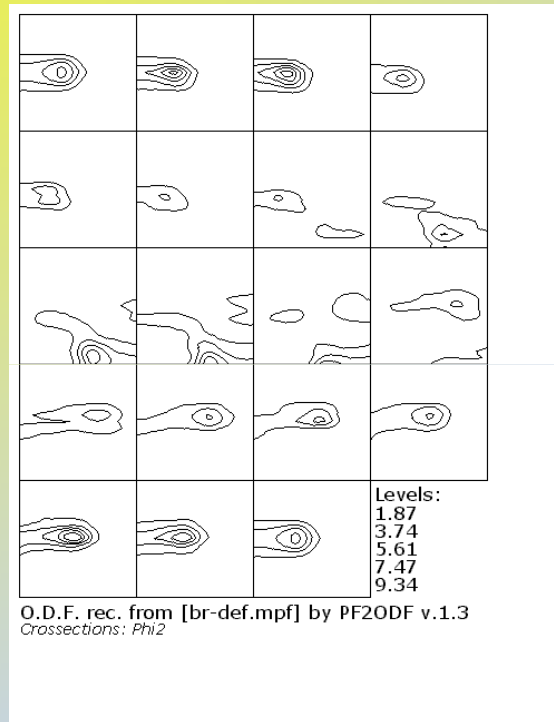 Levels:
1.87
3.74
5.61
7.47
9.34
O.D.F. rec. from [br-def.mpf] by PF2ODF v.1.3
Crossections: Phi2